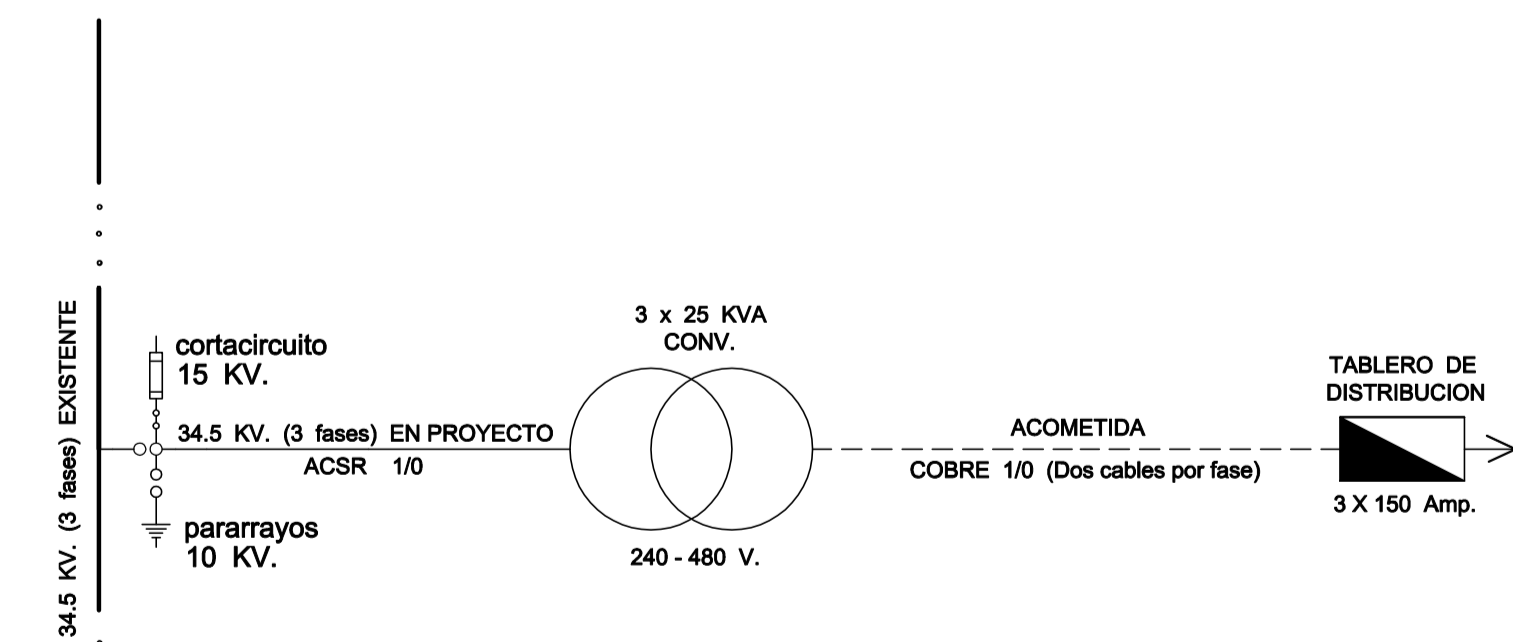 34.5 KV. (3 fases) EXISTENTE
cortacircuito
15 KV.
34.5 KV. (3 fases) EN PROYECTO
ACSR 1/0
pararrayos
10 KV.
3 x 25 KVA
CONV.
240 - 480 V.
ACOMETIDA
COBRE 1/0 (Dos cables por fase)
TABLERO DE
DISTRIBUCION
3 X 150 Amp.